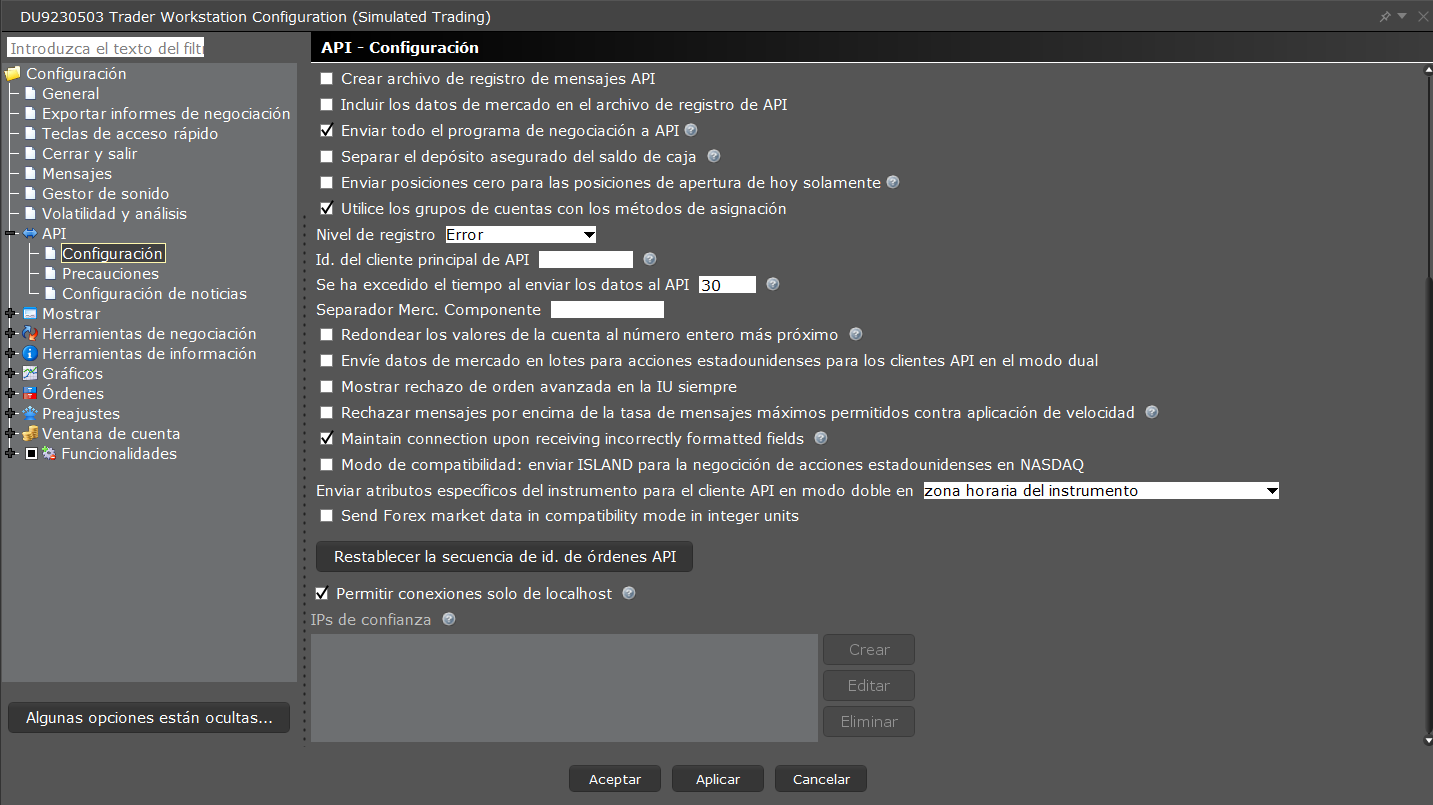 DU9230503 Trader Workstation Configuration (Simulated Trading)
Introduzca el texto del filt
Configuración
General
Exportar informes de negociación
Teclas de acceso rápido
Cerrar y salir
Mensajes
Gestor de sonido
Volatilidad y análisis
API
Configuración
Precauciones
Configuración de noticias
Mostrar
Herramientas de negociación
Herramientas de información
Gráficos
Órdenes
Preajustes
Ventana de cuenta
Funcionalidades
Algunas opciones están ocultas...
API - Configuración
Crear archivo de registro de mensajes API
Incluir los datos de mercado en el archivo de registro de API
Enviar todo el programa de negociación a API ?
Separar el depósito asegurado del saldo de caja ?
Enviar posiciones cero para las posiciones de apertura de hoy solamente ?
Utilice los grupos de cuentas con los métodos de asignación
Nivel de registro Error
Id. del cliente principal de API ?
Se ha excedido el tiempo al enviar los datos al API 30 ?
Separador Merc. Componente
Redondear los valores de la cuenta al número entero más próximo ?
Envíe datos de mercado en lotes para acciones estadounidenses para los clientes API en el modo dual
Mostrar rechazo de orden avanzada en la IU siempre
Rechazar mensajes por encima de la tasa de mensajes máximos permitidos contra aplicación de velocidad ?
Maintain connection upon receiving incorrectly formatted fields ?
Modo de compatibilidad: enviar ISLAND para la negocición de acciones estadounidenses en NASDAQ
Enviar atributos específicos del instrumento para el cliente API en modo doble en zona horaria del instrumento
Send Forex market data in compatibility mode in integer units
Restablecer la secuencia de id. de órdenes API
Permitir conexiones solo de localhost ?
IPs de confianza ?
Crear
Editar
Eliminar
Aceptar Aplicar Cancelar